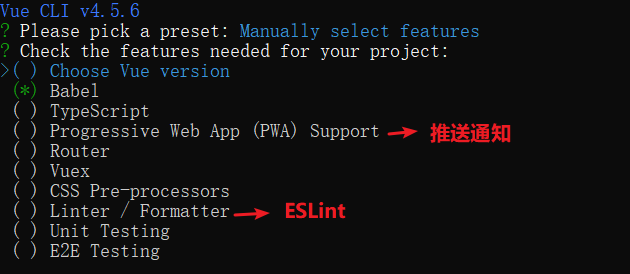 Vue CLI v4.5.6
? Please pick a preset: Manually select features
? Check the features needed for your project:
>( ) Choose Vue version
(*) Babel
( ) TypeScript
( ) Progressive Web App (PWA) Support 推送通知
( ) Router
( ) Vuex
( ) CSS Pre-processors
( ) Linter / Formatter ESLint
( ) Unit Testing
( ) E2E Testing